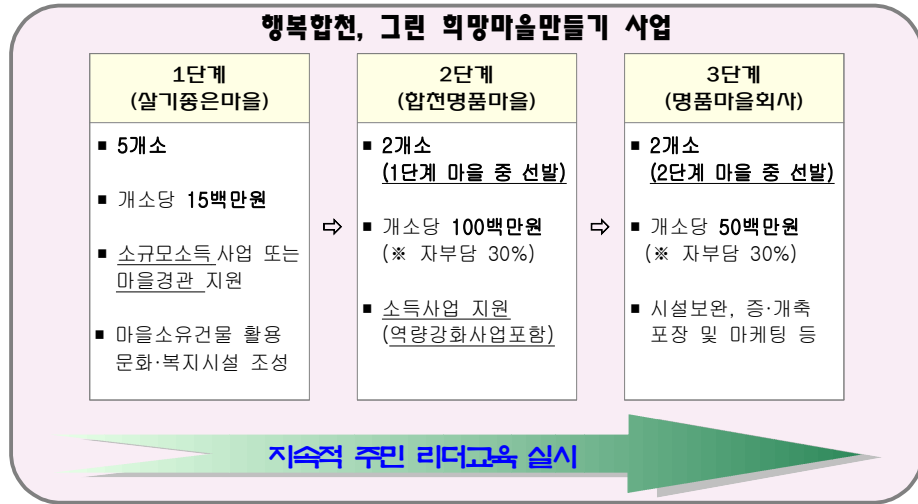 행복합천, 그린 희망마을만들기 사업
1단계
(살기좋은마을)
■ 5개소
■ 개소당 15백만원
■ 소규모소득사업 또는
마을경관 지원
■ 마을소유건물 활용
문화·복지시설 조성
⇨
2단계
(합천명품마을)
■ 2개소
(1단계 마을 중 선발)
■ 개소당 100백만원
(※ 자부담 30%)
■ 소득사업 지원
(역량강화사업포함)
⇨
3단계
(명품마을회사)
■ 2개소
(2단계 마을 중 선발)
■ 개소당 50백만원
(※ 자부담 30%)
■ 시설보완, 증·개축
포장 및 마케팅 등
지속적 주민 리더교육 실시